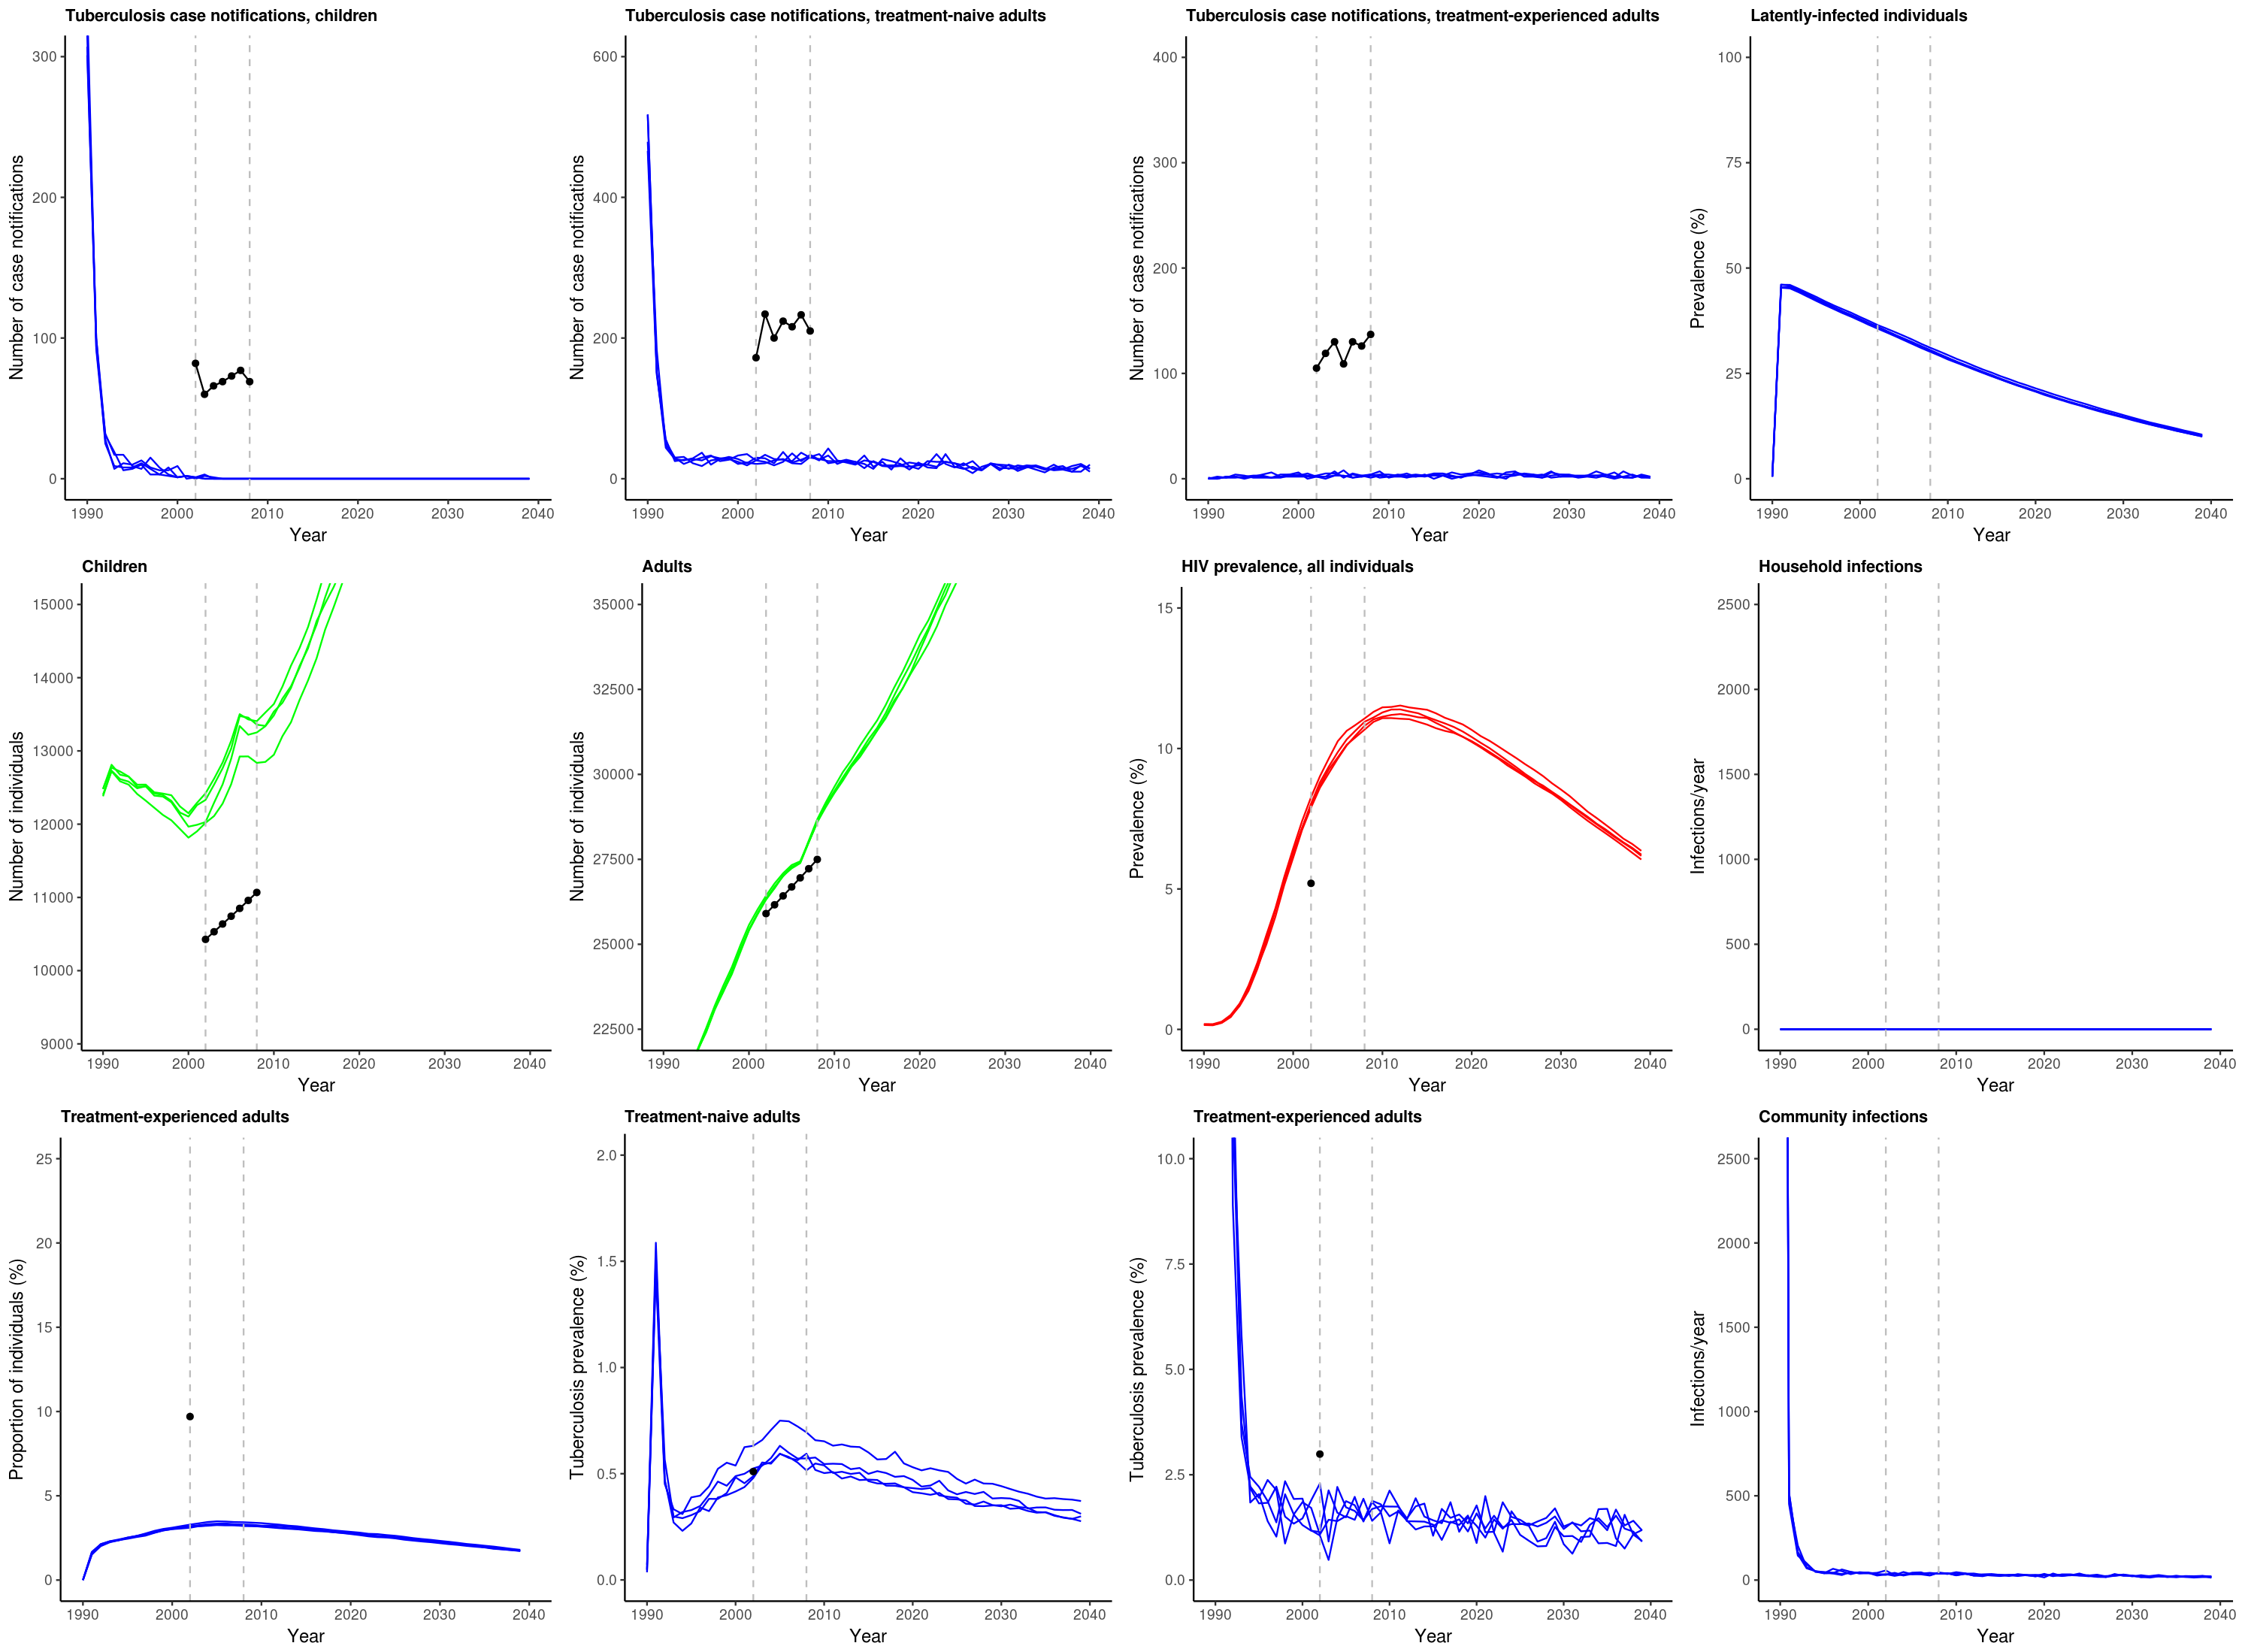 Tuberculosis case notifications, children
Number of case notifications
300
200
100
0
1990 2000 2010 2020 2030 2040
Year
Tuberculosis case notifications, treatment-naive adults
Number of case notifications
600
400
200
0
1990 2000 2010 2020 2030 2040
Year
Tuberculosis case notifications, treatment-experienced adults
Number of case notifications
400
300
200
100
0
1990 2000 2010 2020 2030 2040
Year
Latently-infected individuals
Prevalence (%)
100
75
50
25
0
1990 2000 2010 2020 2030 2040
Year
Children
Number of individuals
15000
14000
13000
12000
11000
10000
9000
1990 2000 2010 2020 2030 2040
Year
Adults
Number of individuals
35000
32500
30000
27500
25000
22500
1990 2000 2010 2020 2030 2040
Year
HIV prevalence, all individuals
Prevalence (%)
15
10
5
0
1990 2000 2010 2020 2030 2040
Year
Household infections
Infections/year
2500
2000
1500
1000
500
0
1990 2000 2010 2020 2030 2040
Year
Treatment-experienced adults
Proportion of individuals (%)
25
20
15
10
5
0
1990 2000 2010 2020 2030 2040
Year
Treatment-naive adults
Tuberculosis prevalence (%)
2.0
1.5
1.0
0.5
0.0
1990 2000 2010 2020 2030 2040
Year
Treatment-experienced adults
Tuberculosis prevalence (%)
10.0
7.5
5.0
2.5
0.0
1990 2000 2010 2020 2030 2040
Year
Community infections
Infections/year
2500
2000
1500
1000
500
0
1990 2000 2010 2020 2030 2040
Year